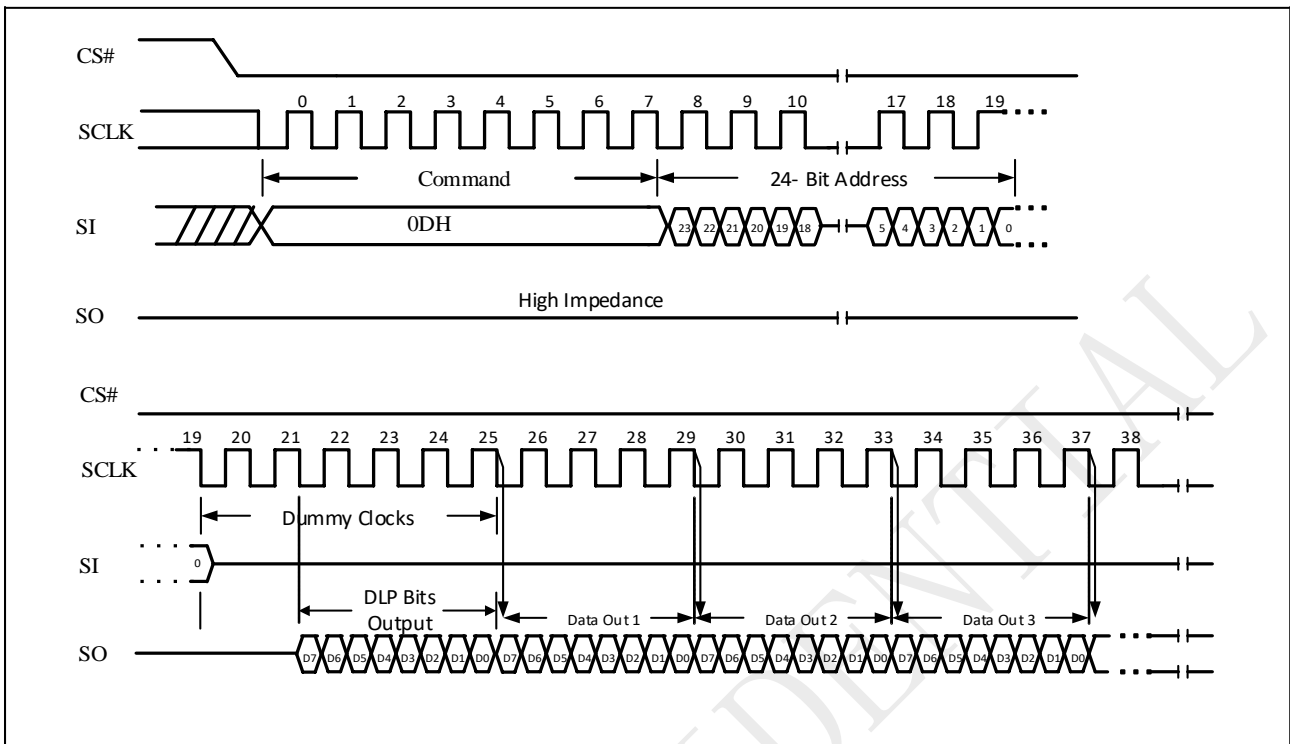 CS#
0 1 2 3 4 5 6 7 8 9 10 17 18 19
SCLK
Command 24- Bit Address
SI 0DH 23 22 21 20 19 18 5 4 3 2 1 0
High Impedance
SO
CS#
19 20 21 22 23 24 25 26 27 28 29 30 31 32 33 34 35 36 37 38
SCLK
Dummy Clocks
SI 0
DLP Bits
Output Data Out 1 Data Out 2 Data Out 3
SO D7 D6 D5 D4 D3 D2 D1 D0 D7 D6 D5 D4 D3 D2 D1 D0 D7 D6 D5 D4 D3 D2 D1 D0 D7 D6 D5 D4 D3 D2 D1 D0
DENTIAL